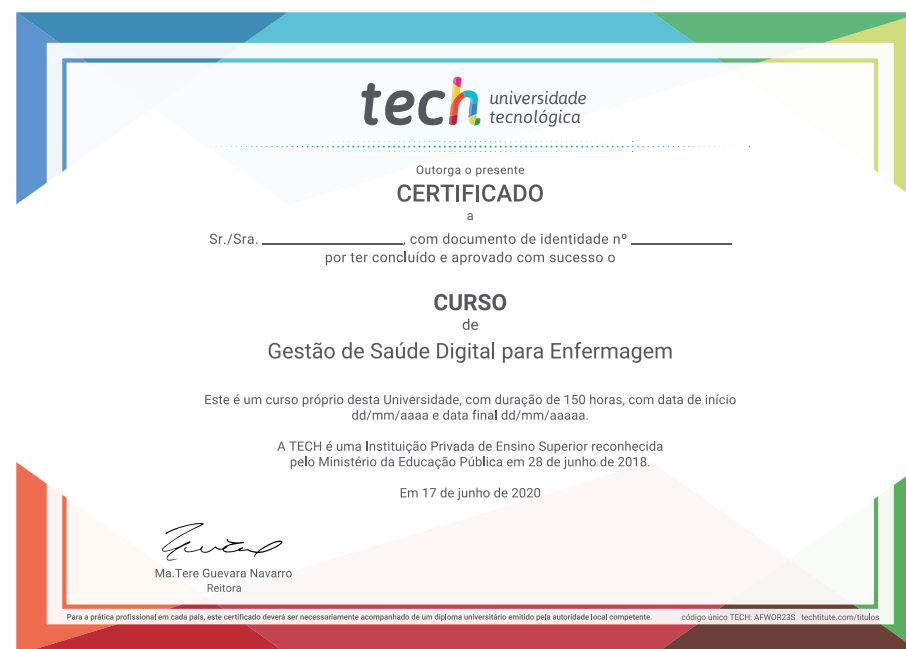 tech universidade
tecnológica
Outorga o presente
CERTIFICADO
a
Sr./Sra. ____________, com documento de identidade nº ____________
por ter concluído e aprovado com sucesso o
CURSO
de
Gestão de Saúde Digital para Enfermagem
Este é um curso próprio desta Universidade, com duração de 150 horas, com data de início
dd/mm/aaaa e data final dd/mm/aaaaa.
A TECH é uma Instituição Privada de Ensino Superior reconhecida
pelo Ministério da Educação Pública em 28 de junho de 2018.
Em 17 de junho de 2020
Ma.Tere Guevara Navarro
Reitora
Para a prática profissional em cada país, este certificado deverá ser necessariamente acompanhado de um diploma universitário emitido pela autoridade local competente. código único TECH: AFWOR23S techtitute.com/titulos